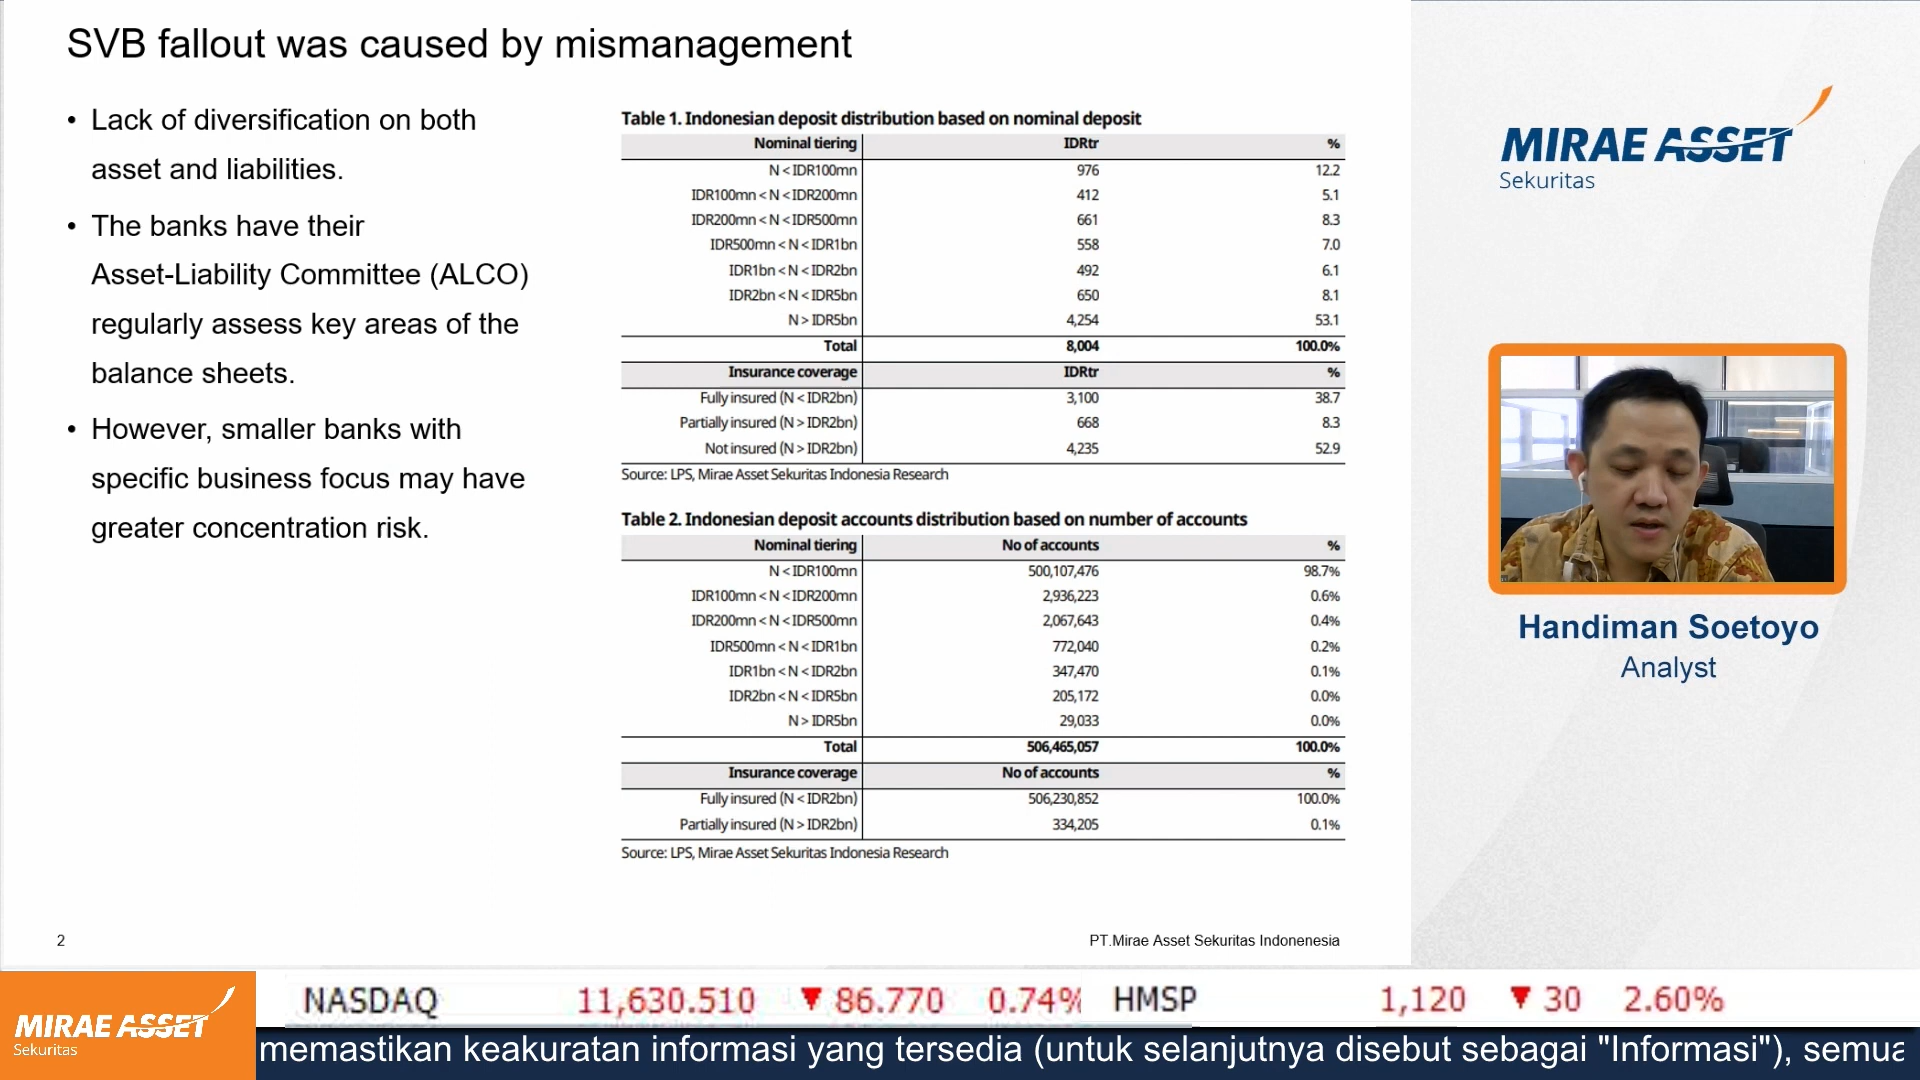 SVB fallout was caused by mismanagement
• Lack of diversification on both
asset and liabilities.
• The banks have their
Asset-Liability Committee (ALCO)
regularly assess key areas of the
balance sheets.
• However, smaller banks with
specific business focus may have
greater concentration risk.
Table 1. Indonesian deposit distribution based on nominal deposit
Nominal tiering IDRtr %
N < IDR100mn 976 12.2
IDR100mn < N < IDR200mn 412 5.1
IDR200mn < N < IDR500mn 661 8.3
IDR500mn < N < IDR1bn 558 7.0
IDR1bn < N < IDR2bn 492 6.1
IDR2bn < N < IDR5bn 650 8.1
N > IDR5bn 4,254 53.1
Total 8,004 100.0%
Insurance coverage IDRtr %
Fully insured (N < IDR2bn) 3,100 38.7
Partially insured (N > IDR2bn) 668 8.3
Not insured (N > IDR2bn) 4,235 52.9
Source: LPS, Mirae Asset Sekuritas Indonesia Research
Table 2. Indonesian deposit accounts distribution based on number of accounts
Nominal tiering No of accounts %
N < IDR100mn 500,107,476 98.7%
IDR100mn < N < IDR200mn 2,936,223 0.6%
IDR200mn < N < IDR500mn 2,067,643 0.4%
IDR500mn < N < IDR1bn 772,040 0.2%
IDR1bn < N < IDR2bn 347,470 0.1%
IDR2bn < N < IDR5bn 205,172 0.0%
N > IDR5bn 29,033 0.0%
Total 506,465,057 100.0%
Insurance coverage No of accounts %
Fully insured (N < IDR2bn) 506,230,852 100.0%
Partially insured (N > IDR2bn) 334,205 0.1%
Source: LPS, Mirae Asset Sekuritas Indonesia Research
2
PT.Mirae Asset Sekuritas Indonenesia
MIRAE ASSET
Sekuritas
Handiman Soetoyo
Analyst
NASDAQ 11,630.510 ▼ 86.770 0.74% HMSP 1,120 ▼ 30 2.60%
MIRAE ASSET
Sekuritas
memastikan keakuratan informasi yang tersedia (untuk selanjutnya disebut sebagai "Informasi"), semua